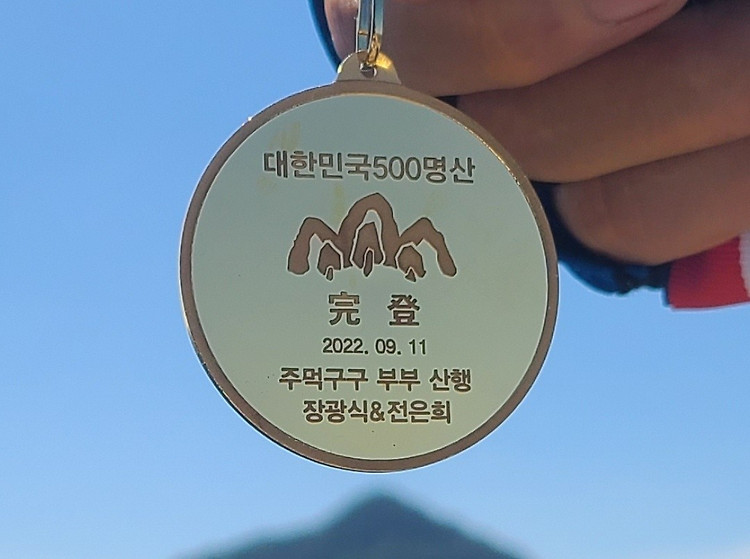 대한민국500명산
完 登
2022. 09. 11
주먹구구 부부 산행
장광식&전은희